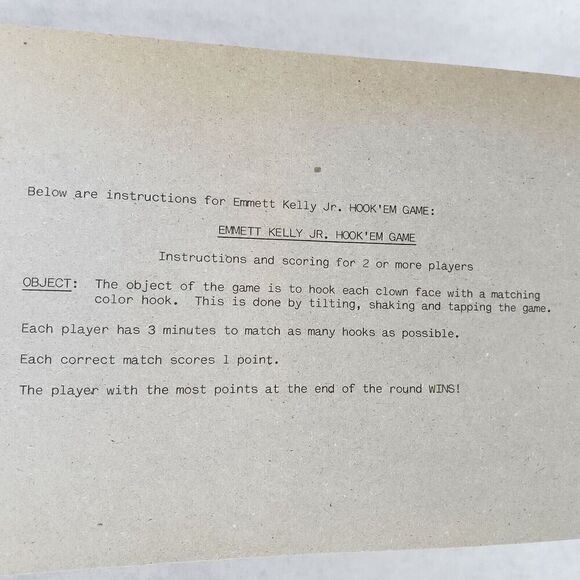 Below are instructions for Emmett Kelly Jr. HOOK'EM GAME:
EMMETT KELLY JR. HOOK'EM GAME
Instructions and scoring for 2 or more players
OBJECT: The object of the game is to hook each clown face with a matching
color hook. This is done by tilting, shaking and tapping the game.
Each player has 3 minutes to match as many hooks as possible.
Each correct match scores 1 point.
The player with the most points at the end of the round WINS!